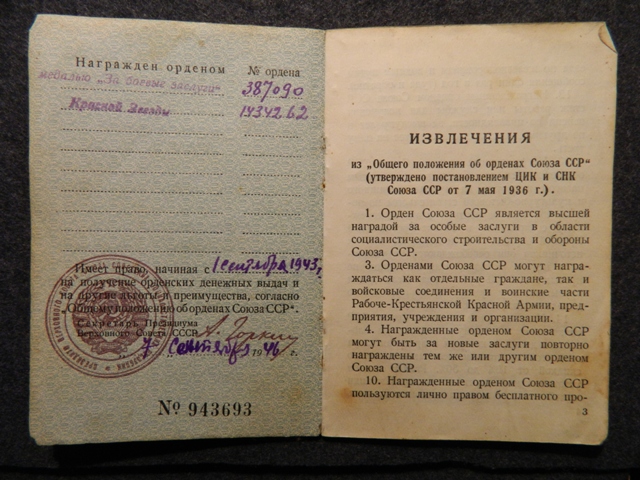 Награжден орденом № ордена
медалью „За боевые заслуги" 387090
Красной Звезды 1434262
Имеет право, начиная с 1 сентября 1943 г.
на получение орденских денежных выдач и
на другие льготы и преимущества, согласно
„Общему положению об орденах Союза ССР".
Секретарь Президиума
Верховного Совета СССР А. Горкин
7 сентября 1946 г.
№ 943693
ИЗВЛЕЧЕНИЯ
из „Общего положения об орденах Союза ССР"
(утверждено постановлением ЦИК и СНК
Союза ССР от 7 мая 1936 г.).
1. Орден Союза ССР является высшей
наградой за особые заслуги в области
социалистического строительства и обороны
Союза ССР.
3. Орденами Союза ССР могут награж-
даться как отдельные граждане, так и
войсковые соединения и воинские части
Рабоче-Крестьянской Красной Армии, пред-
приятия, учреждения и организации.
4. Награжденные орденом Союза ССР
могут быть за новые заслуги повторно
награждены тем же или другим орденом
Союза ССР.
10. Награжденные орденом Союза ССР
пользуются лично правом бесплатного про-
3